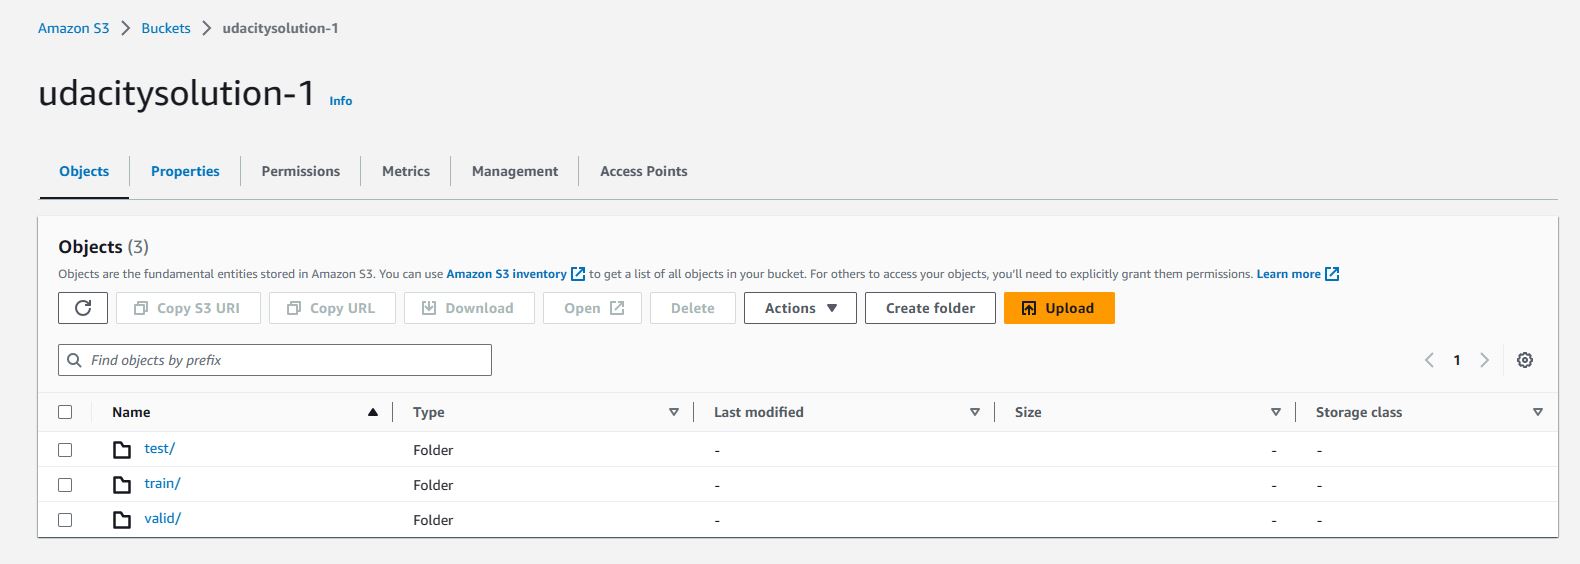 Amazon S3 > Buckets > udacitysolution-1
udacitysolution-1 Info
Objects Properties Permissions Metrics Management Access Points
Objects (3)
Objects are the fundamental entities stored in Amazon S3. You can use Amazon S3 inventory to get a list of all objects in your bucket. For others to access your objects, you'll need to explicitly grant them permissions. Learn more
Copy S3 URI Copy URL Download Open Delete Actions Create folder Upload
Find objects by prefix 1
Name Type Last modified Size Storage class
test/ Folder - - -
train/ Folder - - -
valid/ Folder - - -